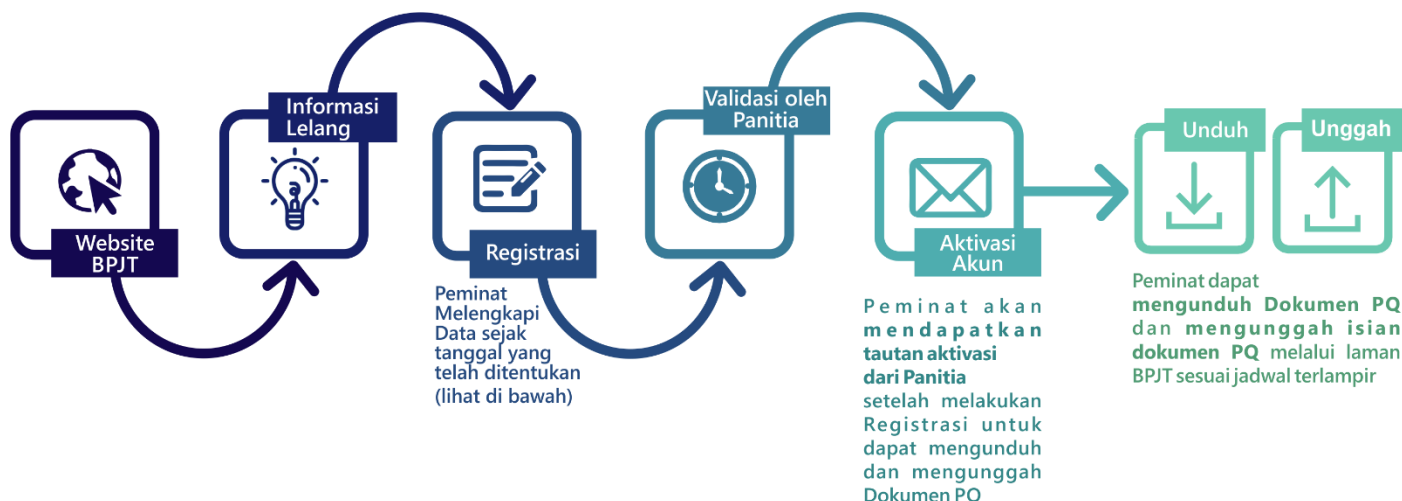 Website
BPJT
Informasi
Lelang
Registrasi
Peminat
Melengkapi
Data sejak
tanggal yang
telah ditentukan
(lihat di bawah)
Validasi oleh
Panitia
Aktivasi
Akun
Peminat akan
mendapatkan
tautan aktivasi
dari Panitia
setelah melakukan
Registrasi untuk
dapat mengunduh
dan mengunggah
Dokumen PQ
Unduh
Unggah
Peminat dapat
mengunduh Dokumen PQ
dan mengunggah isian
dokumen PQ melalui laman
BPJT sesuai jadwal terlampir